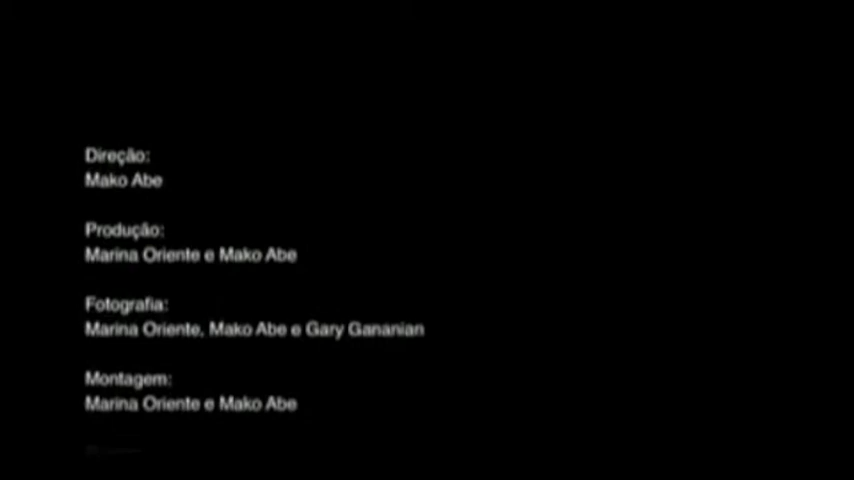 Direção:
Mako Abe
Produção:
Marina Oriente e Mako Abe
Fotografia:
Marina Oriente, Mako Abe e Gary Gananian
Montagem:
Marina Oriente e Mako Abe